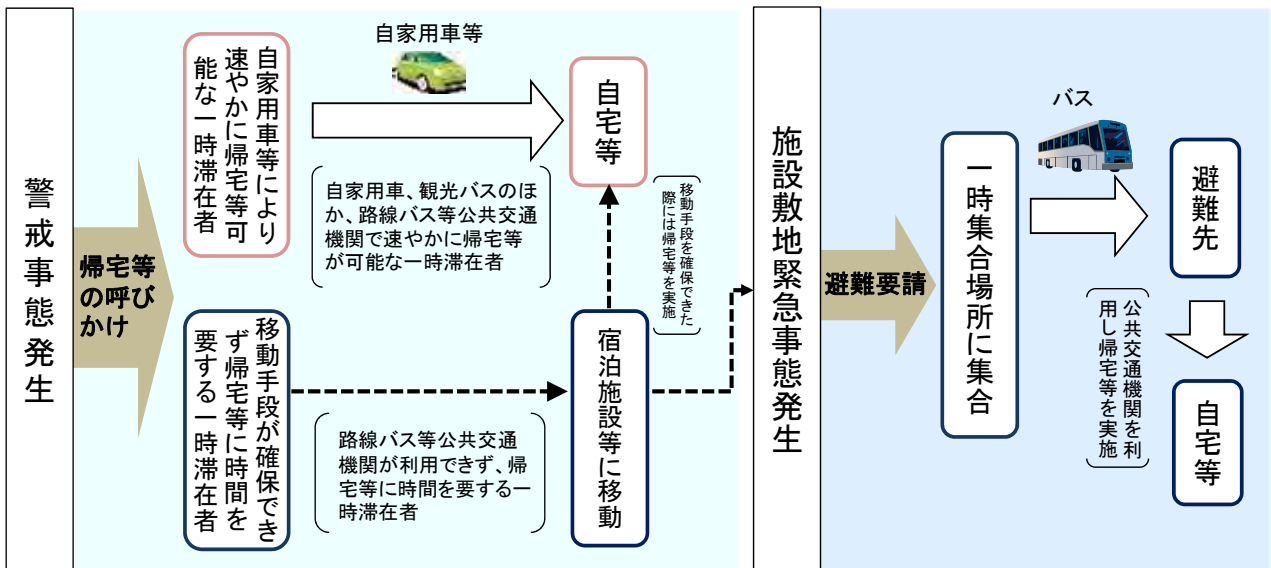 警戒事態発生
帰宅等
の呼び
かけ
自家用車等により
速やかに帰宅等可
能な一時滞在者
自家用車等
自家用車、観光バスのほ
か、路線バス等公共交通
機関で速やかに帰宅等
が可能な一時滞在者
自宅等
移動手段を確保できた
際には帰宅等を実施
移動手段が確保でき
ず帰宅等に時間を
要する一時滞在者
路線バス等公共交通
機関が利用できず、帰
宅等に時間を要する一
時滞在者
宿泊施設等に移動
施設敷地緊急事態発生
避難要請
一時集合場所に集合
バス
避難先
公共交通機関を利
用し帰宅等を実施
自宅等